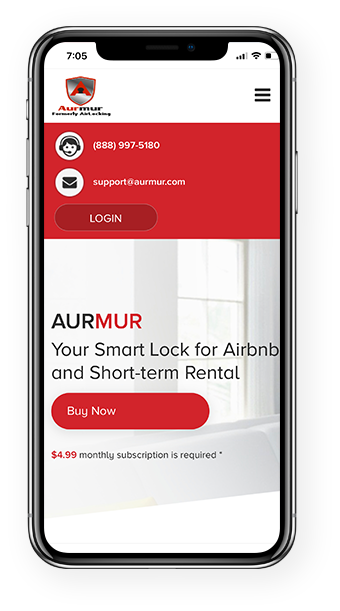 7:05
Aurmur
Formerly AirLocking
(888) 997-5180
support@aurmur.com
LOGIN
AURMUR
Your Smart Lock for Airbnb
and Short-term Rental
Buy Now
$4.99 monthly subscription is required *